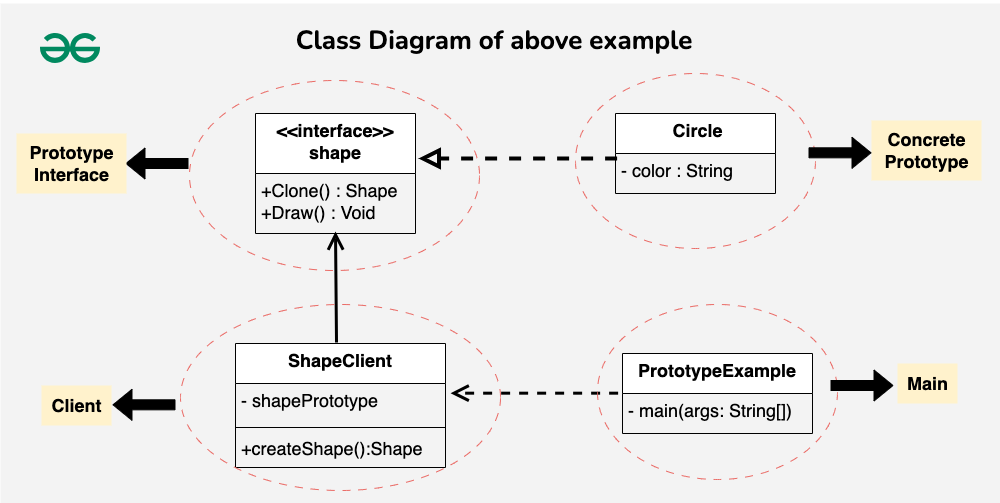 Class Diagram of above example
<<interface>>
shape
+Clone() : Shape
+Draw() : Void
Prototype
Interface
Circle
- color : String
Concrete
Prototype
ShapeClient
- shapePrototype
+createShape():Shape
Client
PrototypeExample
- main(args: String[])
Main